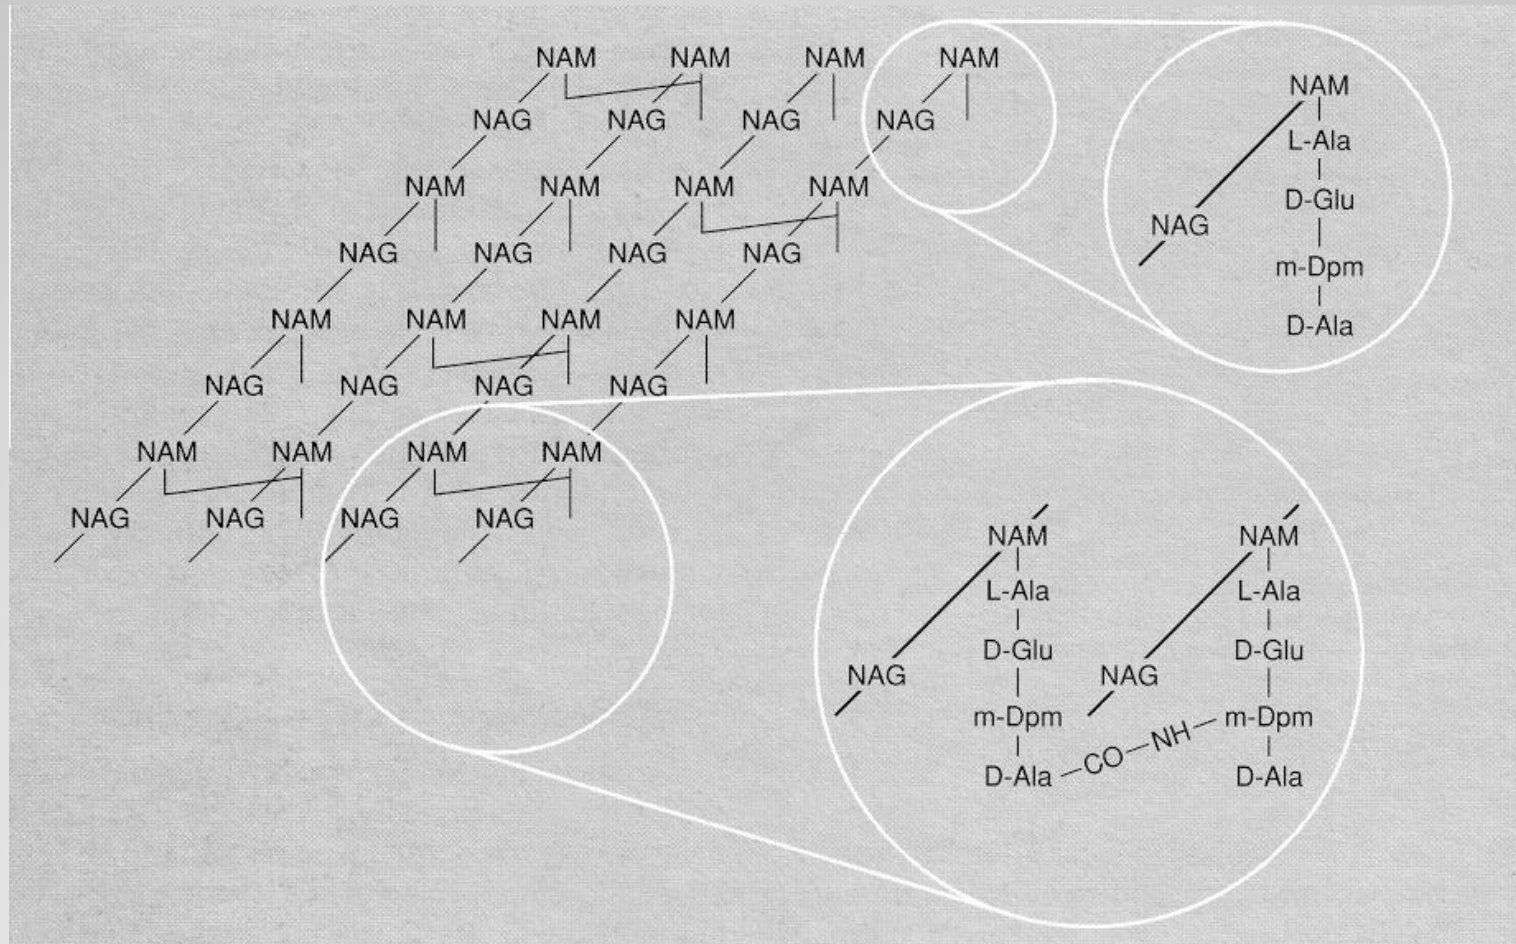 NAM NAM NAM NAM
NAG NAG NAG NAG
NAM NAM NAM NAM
NAG NAG NAG NAG
NAM NAM NAM NAM
NAG NAG NAG NAG
NAM NAM NAM NAM
NAG NAG NAG NAG
NAM
L-Ala
D-Glu
NAG
m-Dpm
D-Ala
NAM NAM
L-Ala L-Ala
D-Glu D-Glu
NAG NAG
m-Dpm m-Dpm
D-Ala CO NH D-Ala